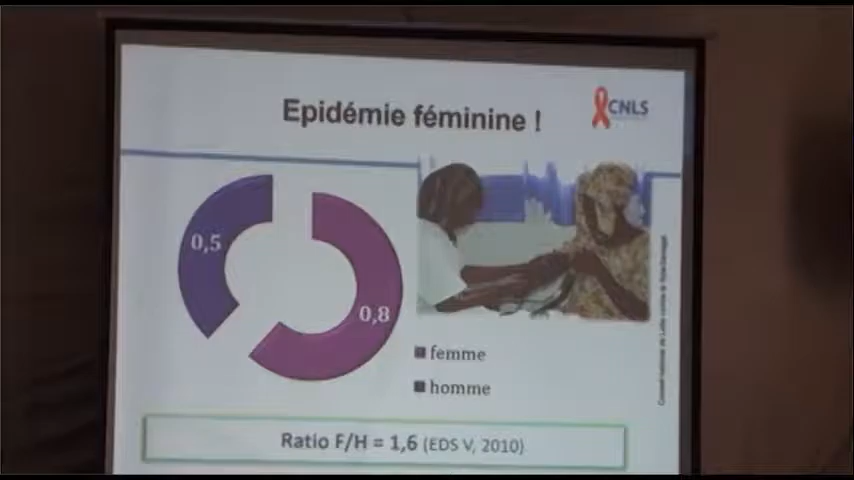 Epidémie féminine !
CNLS
0,5
0,8
femme
homme
Ratio F/H = 1,6 (EDS V, 2010)